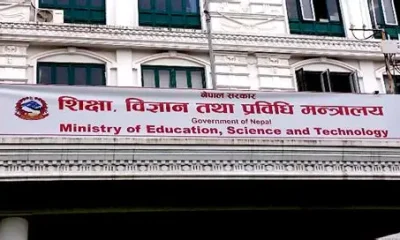 नेपाल सरकार
शिक्षा, विज्ञान तथा प्रविधि मन्त्रालय
Government of Nepal
Ministry of Education, Science and Technology